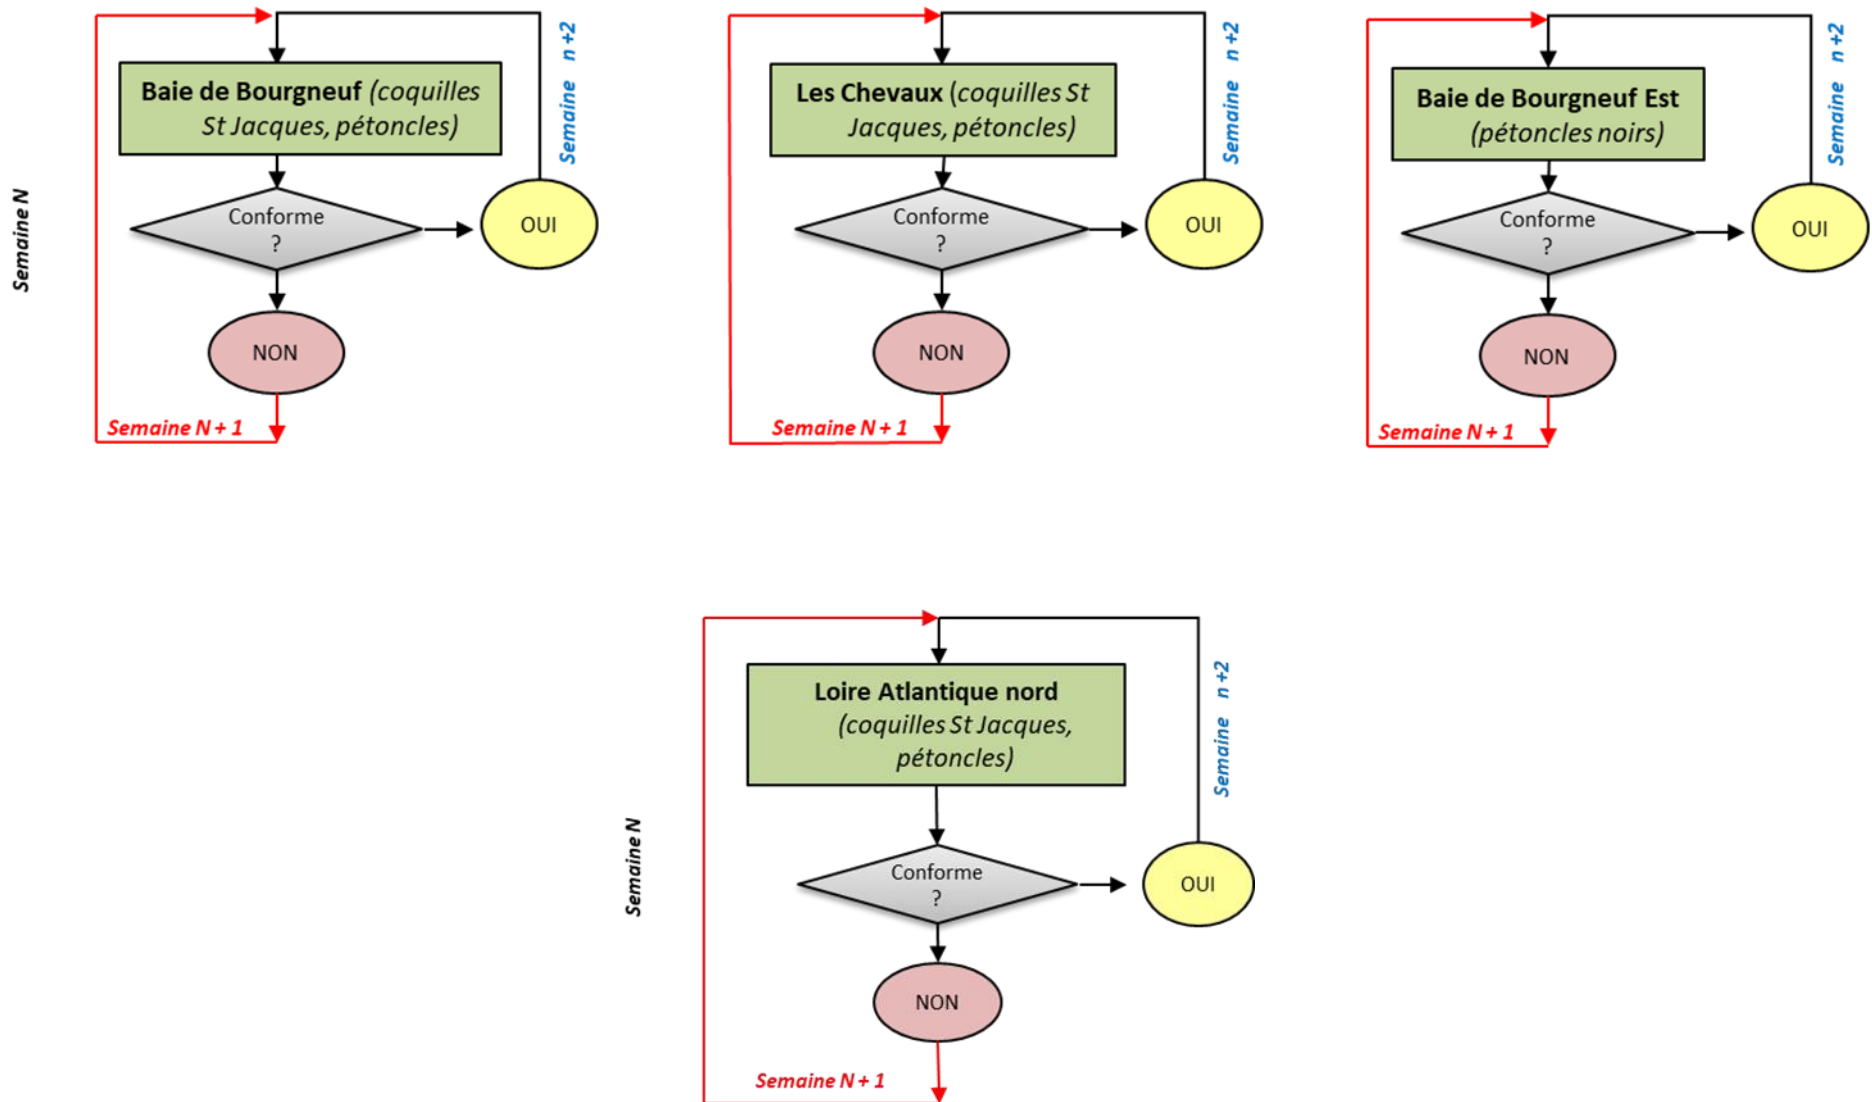 Semaine N
Baie de Bourgneuf (coquilles
St Jacques, pétoncles)
Conforme
?
OUI
NON
Semaine N + 1
Semaine n +2
Les Chevaux (coquilles St
Jacques, pétoncles)
Conforme
?
OUI
NON
Semaine N + 1
Semaine n +2
Baie de Bourgneuf Est
(pétoncles noirs)
Conforme
?
OUI
NON
Semaine N + 1
Semaine n +2
Semaine N
Loire Atlantique nord
(coquilles St Jacques,
pétoncles)
Conforme
?
OUI
NON
Semaine N + 1
Semaine n +2